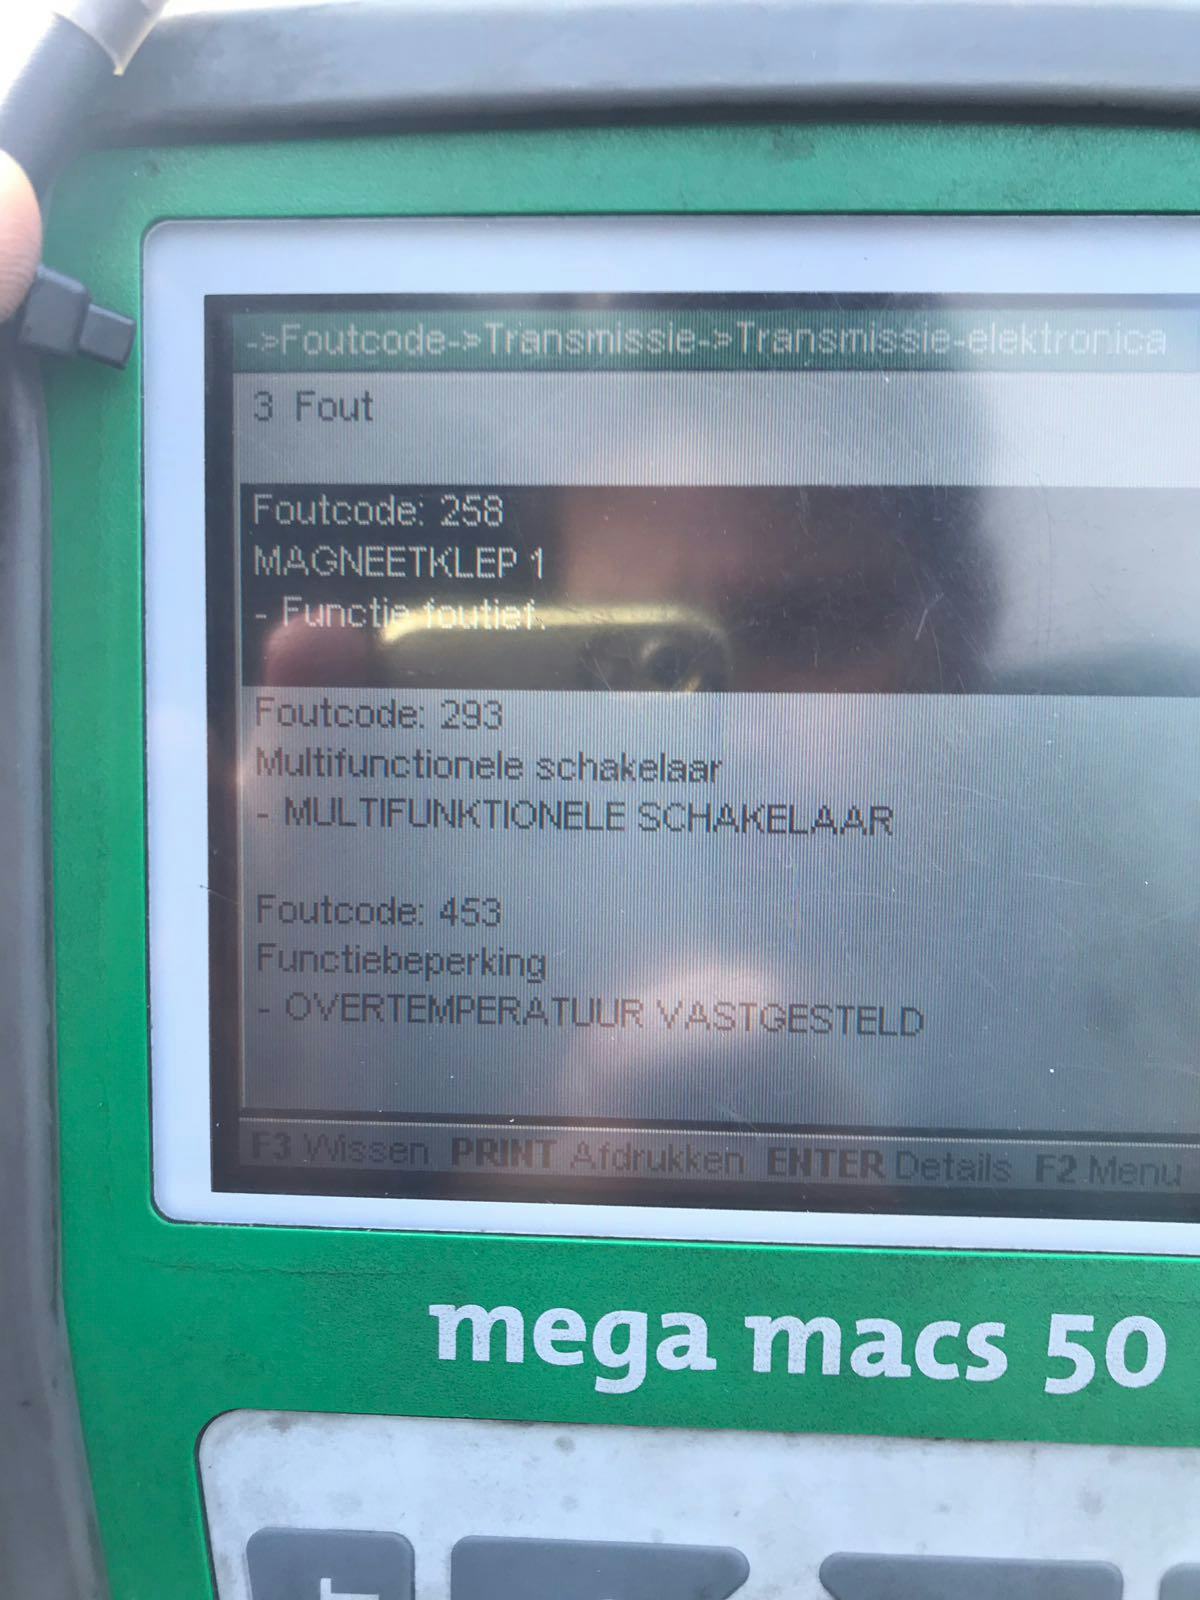 ->Foutcode->Transmissie->Transmissie-elektronica
3 Fout
Foutcode: 258
MAGNEETKLEP 1
- Functie foutief.
Foutcode: 293
Multifunctionele schakelaar
- MULTIFUNKTIONELE SCHAKELAAR
Foutcode: 453
Functiebeperking
- OVERTEMPERATUUR VASTGESTELD
F3 Wissen PRINT Afdrukken ENTER Details F2 Menu
mega macs 50